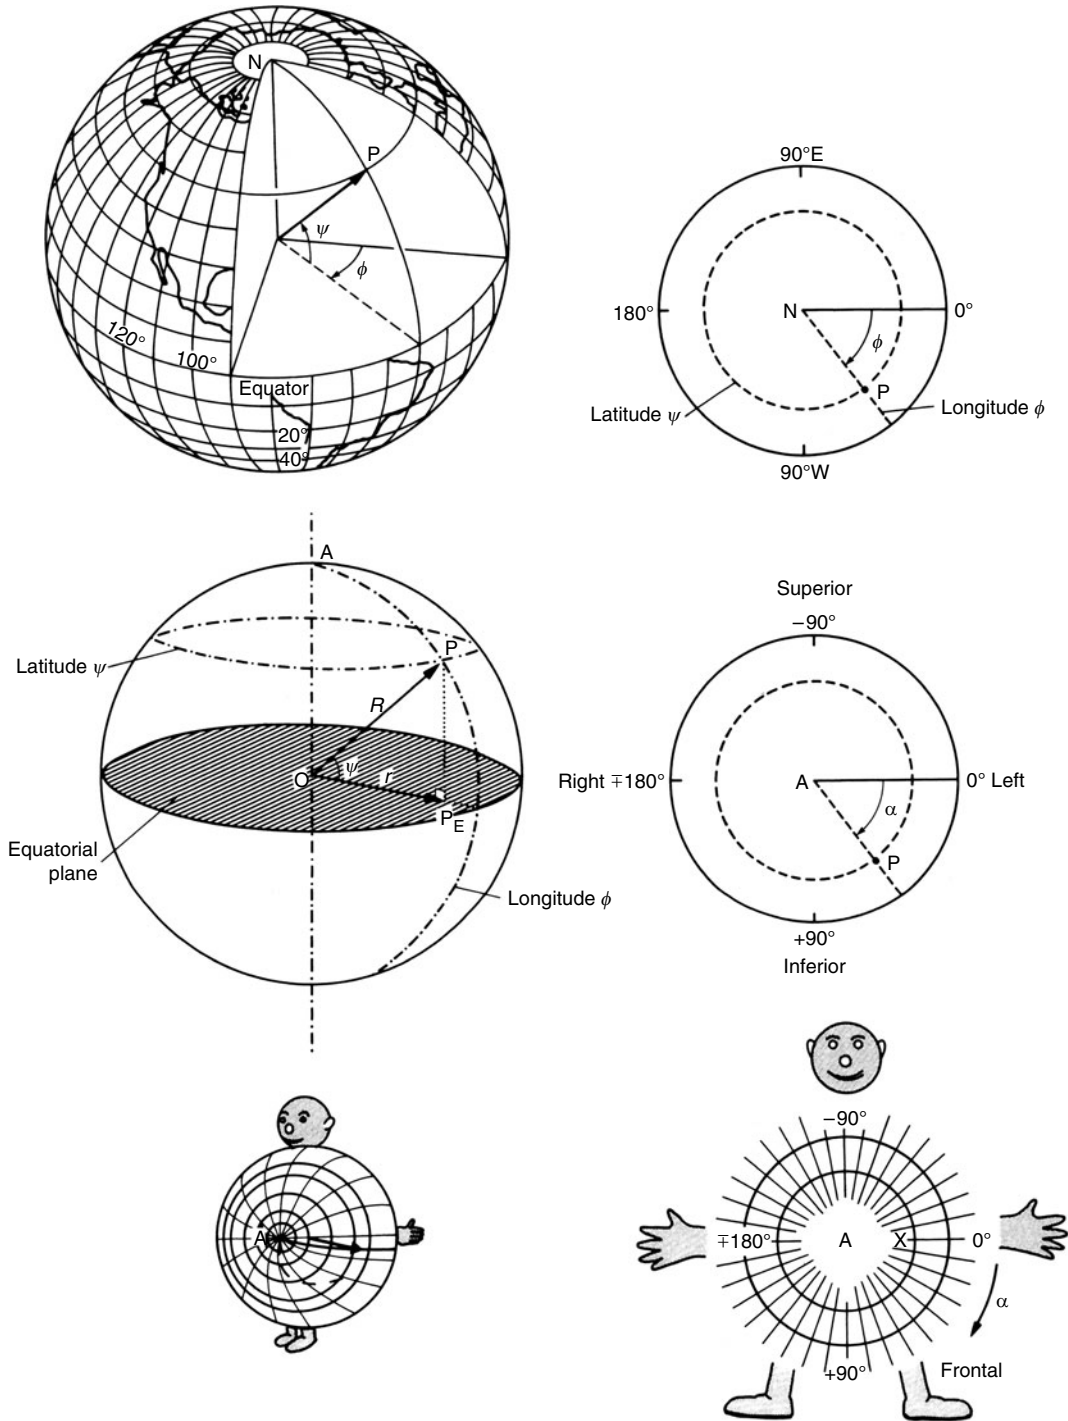 N
P
ψ
ϕ
120°
100°
Equator
20°
40°
90°E
180°
N
0°
ϕ
P
Latitude ψ
Longitude ϕ
90°W
A
Latitude ψ
P
R
O
ψ
r
P_E
Equatorial
plane
Longitude ϕ
Superior
−90°
Right ∓180°
A
0° Left
α
P
+90°
Inferior
A
−90°
∓180°
A
X
0°
α
+90°
Frontal